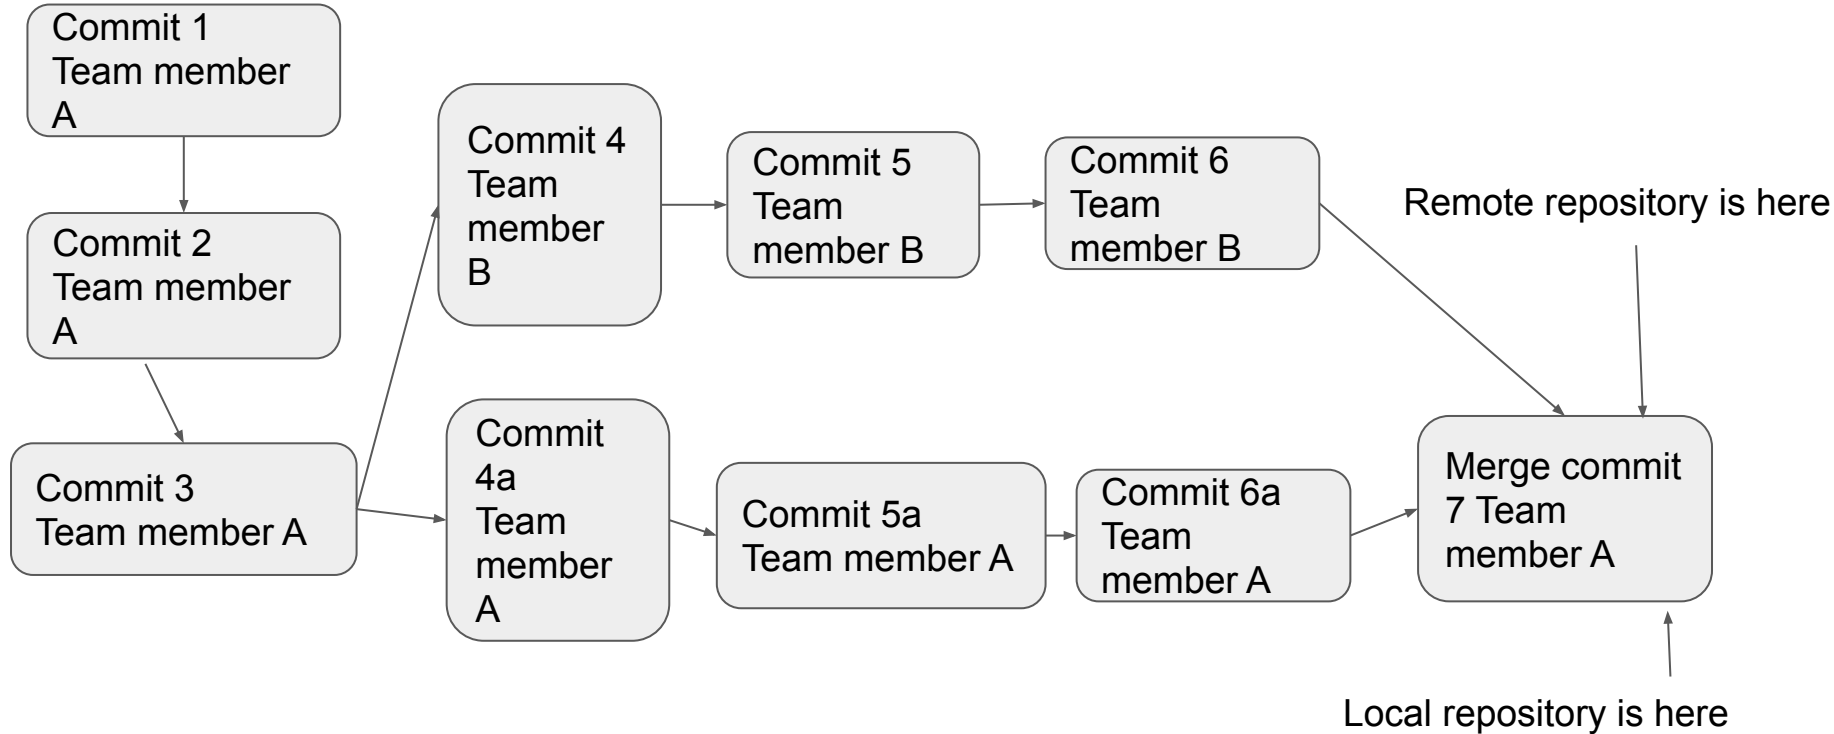 Commit 1
Team member
A
Commit 2
Team member
A
Commit 3
Team member A
Commit 4
Team
member
B
Commit 5
Team
member B
Commit 6
Team
member B
Remote repository is here
Commit
4a
Team
member
A
Commit 5a
Team member A
Commit 6a
Team
member A
Merge commit
7 Team
member A
Local repository is here